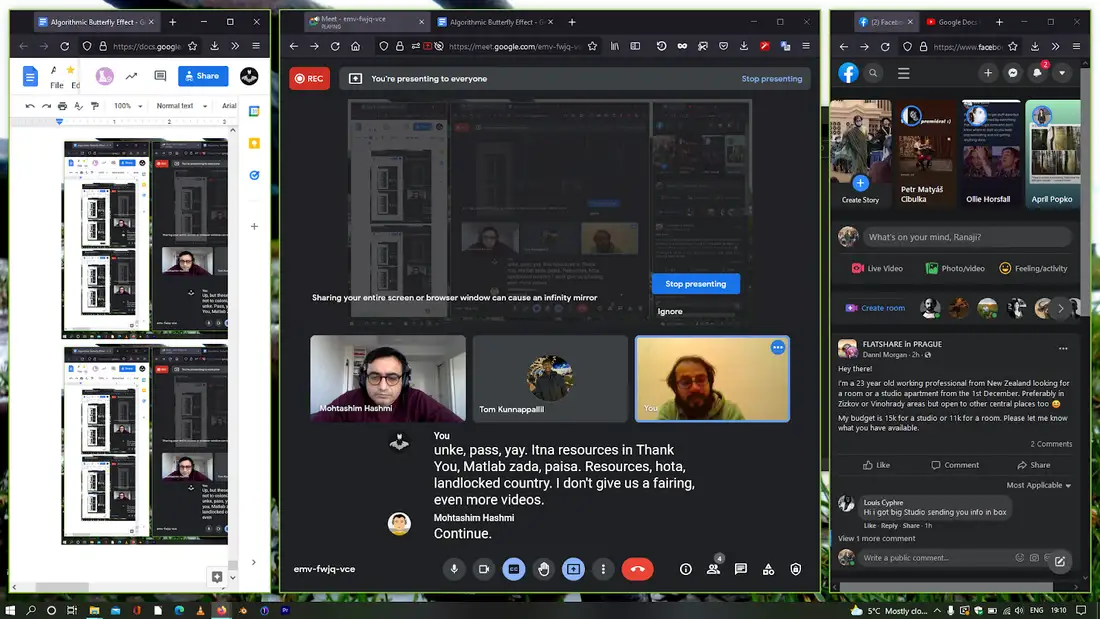 Algorithmic Butterfly Effect - G
https://docs.google
File
Ed
Share
100%
Normal text
Arial
Meet - emv-fwjq-vce
PLAYING
Algorithmic Butterfly Effect - G
https://meet.google.com/emv-fwjq-vce
REC
You're presenting to everyone
Stop presenting
Sharing your entire screen or browser window can cause an infinity mirror
Stop presenting
Ignore
Mohtashim Hashmi
Tom Kunnappallil
You
You
unke, pass, yay. Itna resources in Thank
You, Matlab zada, paisa. Resources, hota,
landlocked country. I don't give us a fairing,
even more videos.
Mohtashim Hashmi
Continue.
emv-fwjq-vce
4
(2) Facebook
YouTube
Google Docs
https://www.faceb
2
Create Story
premiéra! :)
Petr Matyáš
Cibulka
Ollie Horsfall
April Popko
What's on your mind, Ranaji?
Live Video
Photo/video
Feeling/activity
Create room
FLATSHARE in PRAGUE
Danni Morgan · 2h ·
Hey there!
I'm a 23 year old working professional from New Zealand looking for
a room or a studio apartment from the 1st December. Preferably in
Zizkov or Vinohrady areas but open to other central places too 😄
My budget is 15k for a studio or 11k for a room. Please let me know
what you have available.
2 Comments
Like
Comment
Share
Most Applicable
Louis Cyphre
Hi i got big Studio sending you info in box
Like · Reply · Share · 1h
View 1 more comment
Write a public comment...
5°C Mostly clo...
ENG
19:10